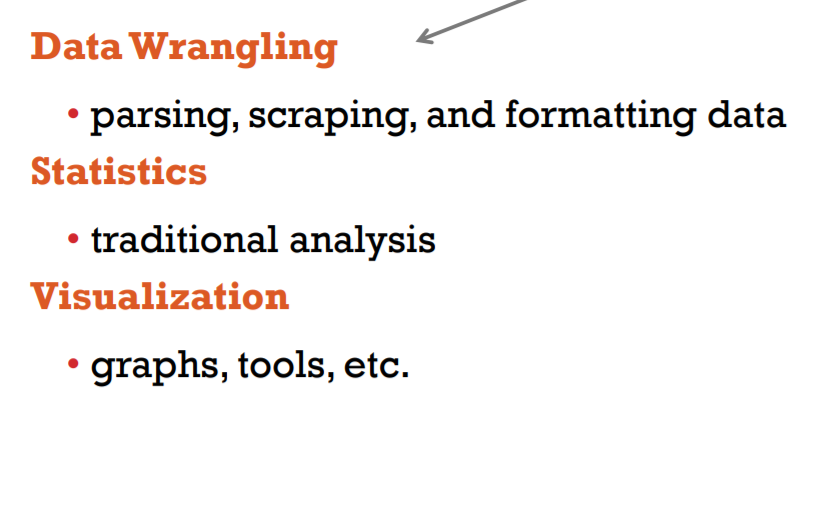 Data Wrangling
• parsing, scraping, and formatting data
Statistics
• traditional analysis
Visualization
• graphs, tools, etc.